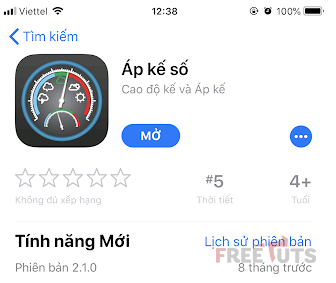 Viettel 12:38 100%
Tìm kiếm
Áp kế số
Cao độ kế và Áp kế
MỞ
#5 4+
Không đủ xếp hạng Thời tiết Tuổi
Tính năng Mới Lịch sử phiên bản
FREETUTS
Phiên bản 2.1.0 8 tháng trước